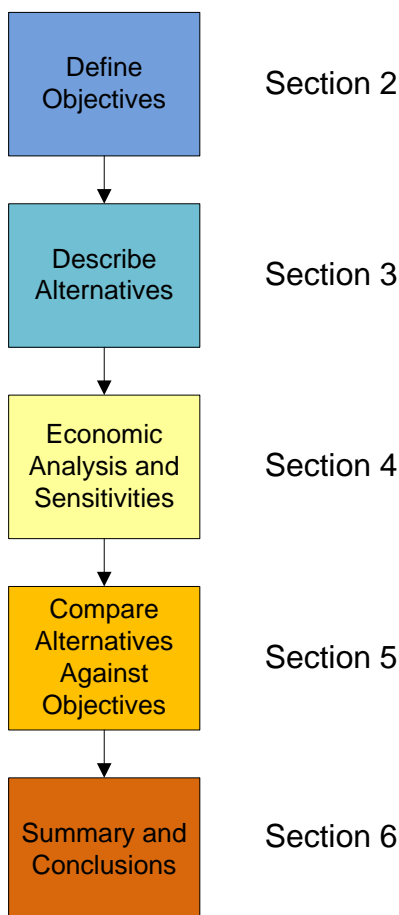 Define
Objectives
Section 2
Describe
Alternatives
Section 3
Economic
Analysis and
Sensitivities
Section 4
Compare
Alternatives
Against
Objectives
Section 5
Summary and
Conclusions
Section 6